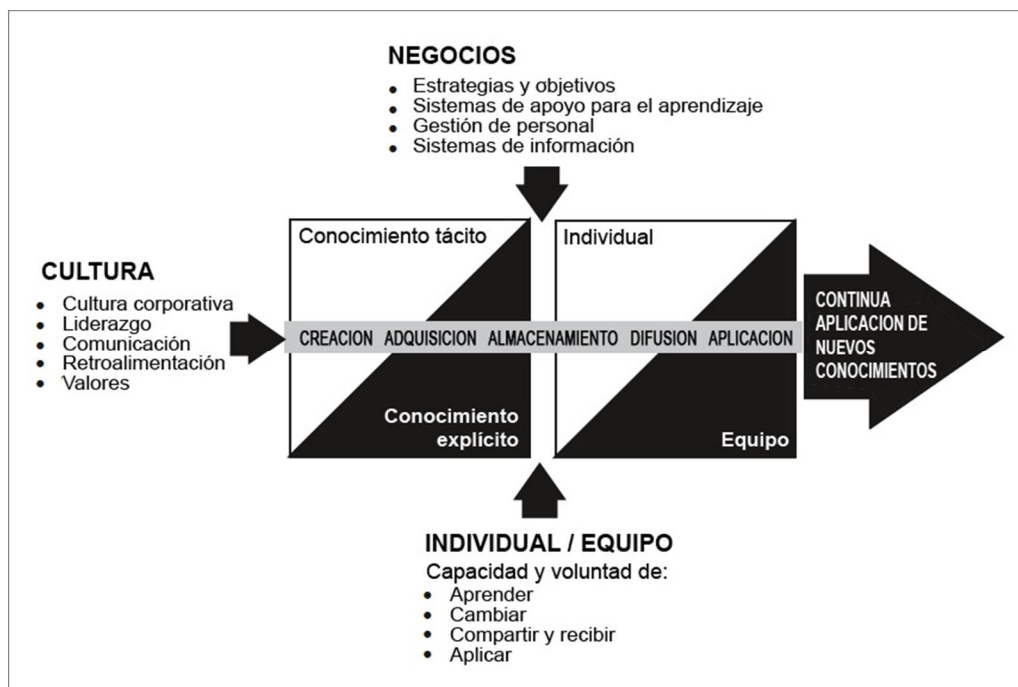 NEGOCIOS
• Estrategias y objetivos
• Sistemas de apoyo para el aprendizaje
• Gestión de personal
• Sistemas de información
CULTURA
• Cultura corporativa
• Liderazgo
• Comunicación
• Retroalimentación
• Valores
Conocimiento tácito
Individual
CREACION ADQUISICION ALMACENAMIENTO DIFUSION APLICACION
Conocimiento
explícito
Equipo
CONTINUA
APLICACION DE
NUEVOS
CONOCIMIENTOS
INDIVIDUAL / EQUIPO
Capacidad y voluntad de:
• Aprender
• Cambiar
• Compartir y recibir
• Aplicar